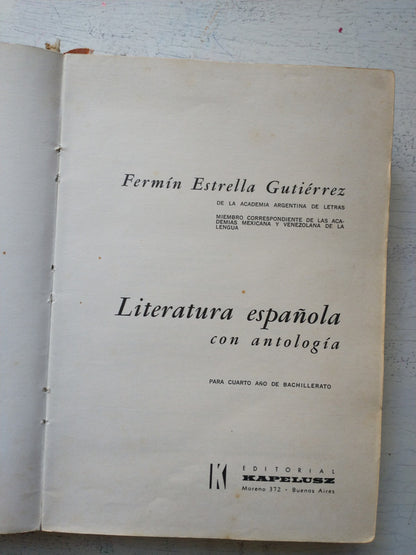 Fermín Estrella Gutiérrez
DE LA ACADEMIA ARGENTINA DE LETRAS
MIEMBRO CORRESPONDIENTE DE LAS ACA-
DEMIAS MEXICANA Y VENEZOLANA DE LA
LENGUA
Literatura española
con antología
PARA CUARTO AÑO DE BACHILLERATO
K
EDITORIAL
KAPELUSZ
Moreno 372 · Buenos Aires